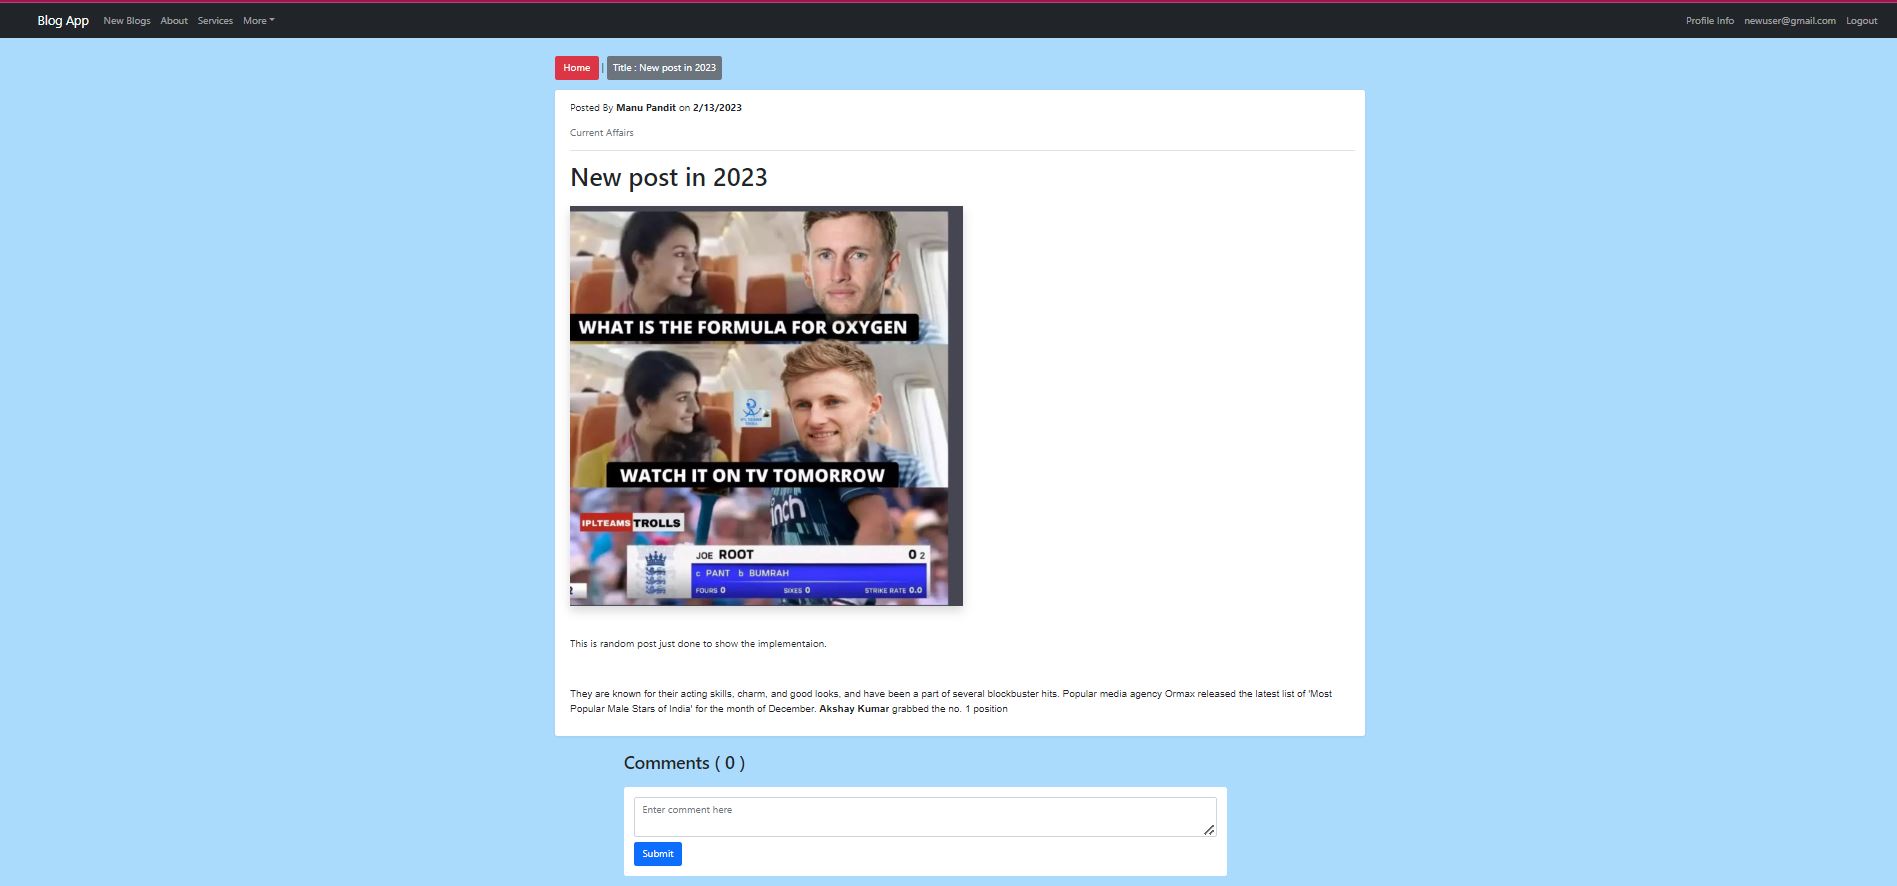 Blog App New Blogs About Services More Profile Info newuser@gmail.com Logout
Home | Title : New post in 2023
Posted By Manu Pandit on 2/13/2023
Current Affairs
New post in 2023
WHAT IS THE FORMULA FOR OXYGEN
WATCH IT ON TV TOMORROW
inch
IPLTEAMS TROLLS
JOE ROOT 0 2
c PANT b BUMRAH
2 FOURS 0 SIXES 0 STRIKE RATE 0.0
This is random post just done to show the implementaion.
They are known for their acting skills, charm, and good looks, and have been a part of several blockbuster hits. Popular media agency Ormax released the latest list of 'Most
Popular Male Stars of India' for the month of December. Akshay Kumar grabbed the no. 1 position
Comments ( 0 )
Enter comment here
Submit